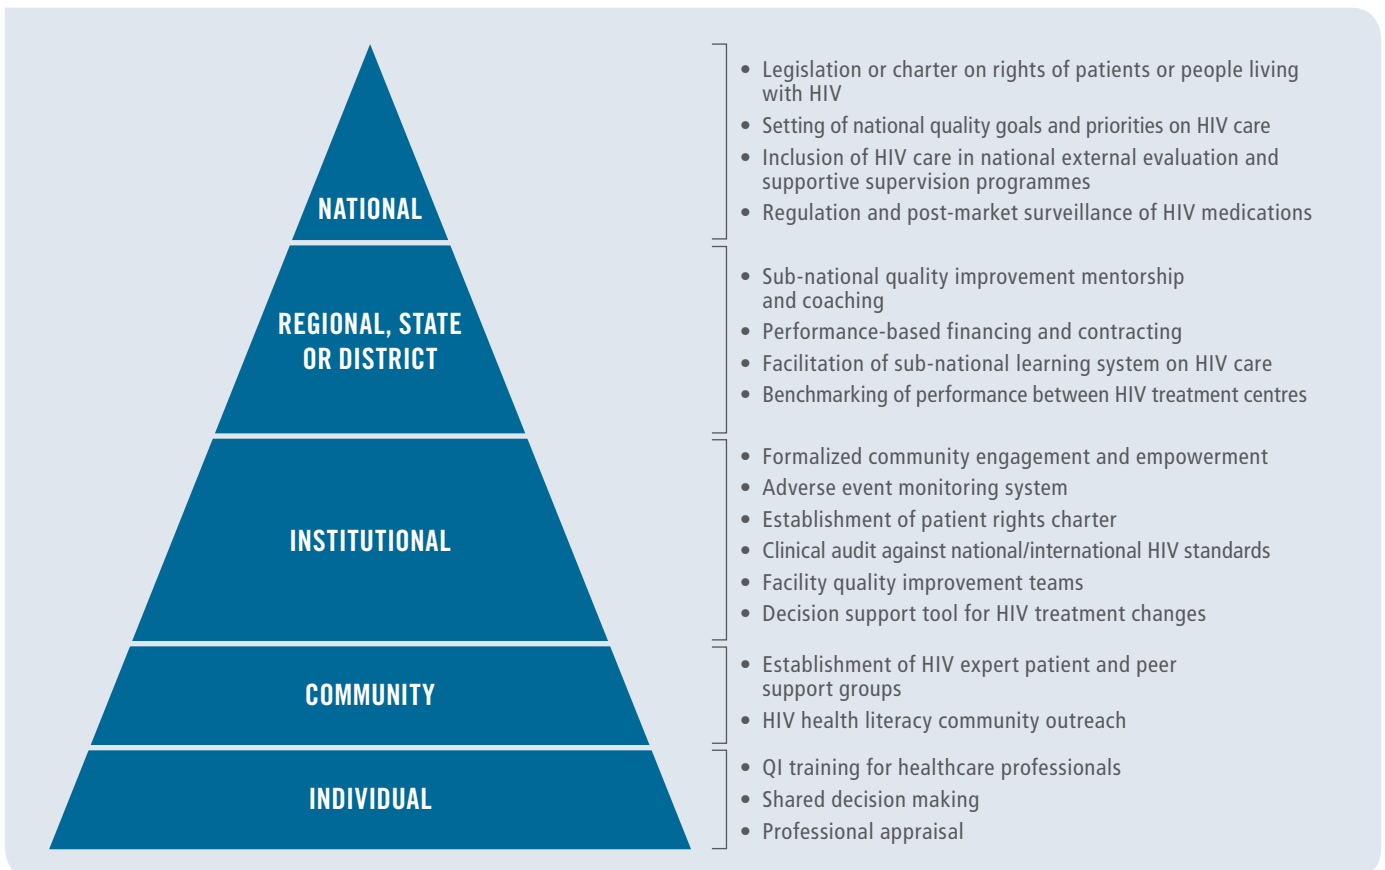 NATIONAL
• Legislation or charter on rights of patients or people living
with HIV
• Setting of national quality goals and priorities on HIV care
• Inclusion of HIV care in national external evaluation and
supportive supervision programmes
• Regulation and post-market surveillance of HIV medications
REGIONAL, STATE
OR DISTRICT
• Sub-national quality improvement mentorship
and coaching
• Performance-based financing and contracting
• Facilitation of sub-national learning system on HIV care
• Benchmarking of performance between HIV treatment centres
INSTITUTIONAL
• Formalized community engagement and empowerment
• Adverse event monitoring system
• Establishment of patient rights charter
• Clinical audit against national/international HIV standards
• Facility quality improvement teams
• Decision support tool for HIV treatment changes
COMMUNITY
• Establishment of HIV expert patient and peer
support groups
• HIV health literacy community outreach
INDIVIDUAL
• QI training for healthcare professionals
• Shared decision making
• Professional appraisal